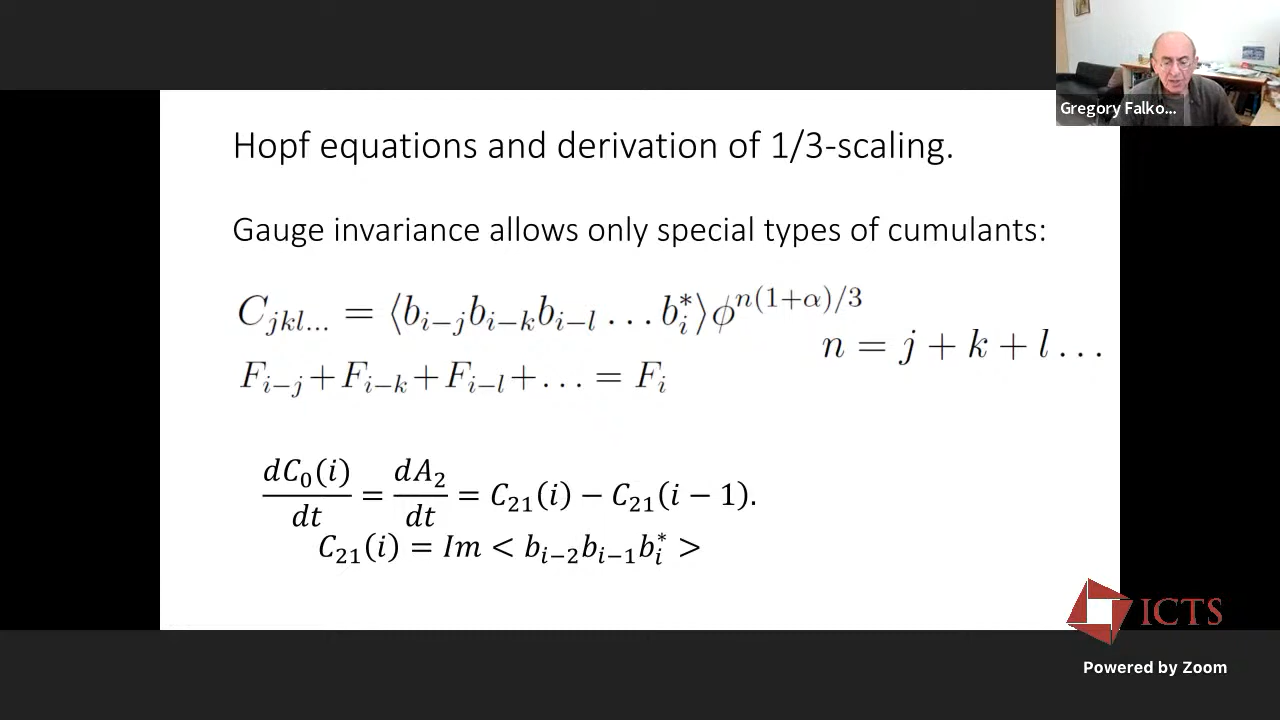 Gregory Falko...
Hopf equations and derivation of 1/3-scaling.
Gauge invariance allows only special types of cumulants:
C_{jkl...} = ⟨b_{i−j}b_{i−k}b_{i−l} ... b_i^*⟩ϕ^{n(1+α)/3}
n = j + k + l ...
F_{i−j}+F_{i−k}+F_{i−l}+... = F_i
\frac{dC_0(i)}{dt} = \frac{dA_2}{dt} = C_{21}(i) − C_{21}(i − 1).
C_{21}(i) = Im < b_{i−2}b_{i−1}b_i^* >
ICTS
Powered by Zoom